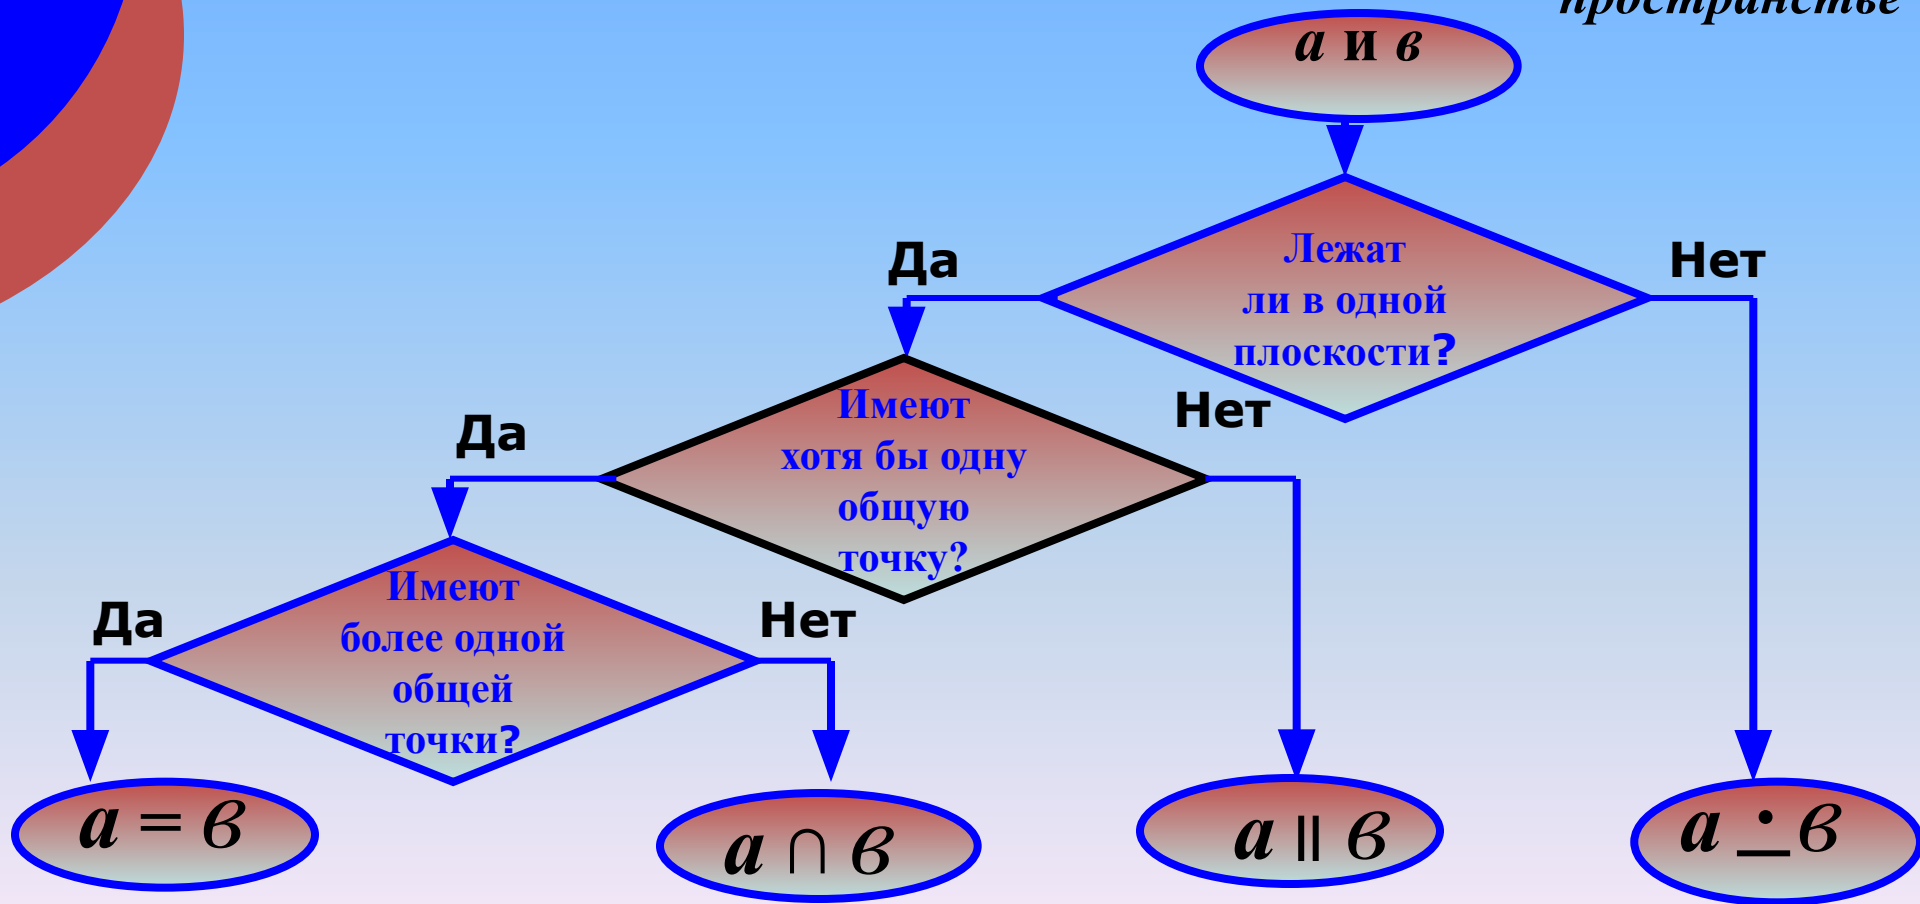 пространстве
а и в
Лежат
ли в одной
плоскости?
Да
Нет
Имеют
хотя бы одну
общую
точку?
Да
Нет
Имеют
более одной
общей
точки?
Да
Нет
а = в
а ∩ в
а || в
а ∸ в